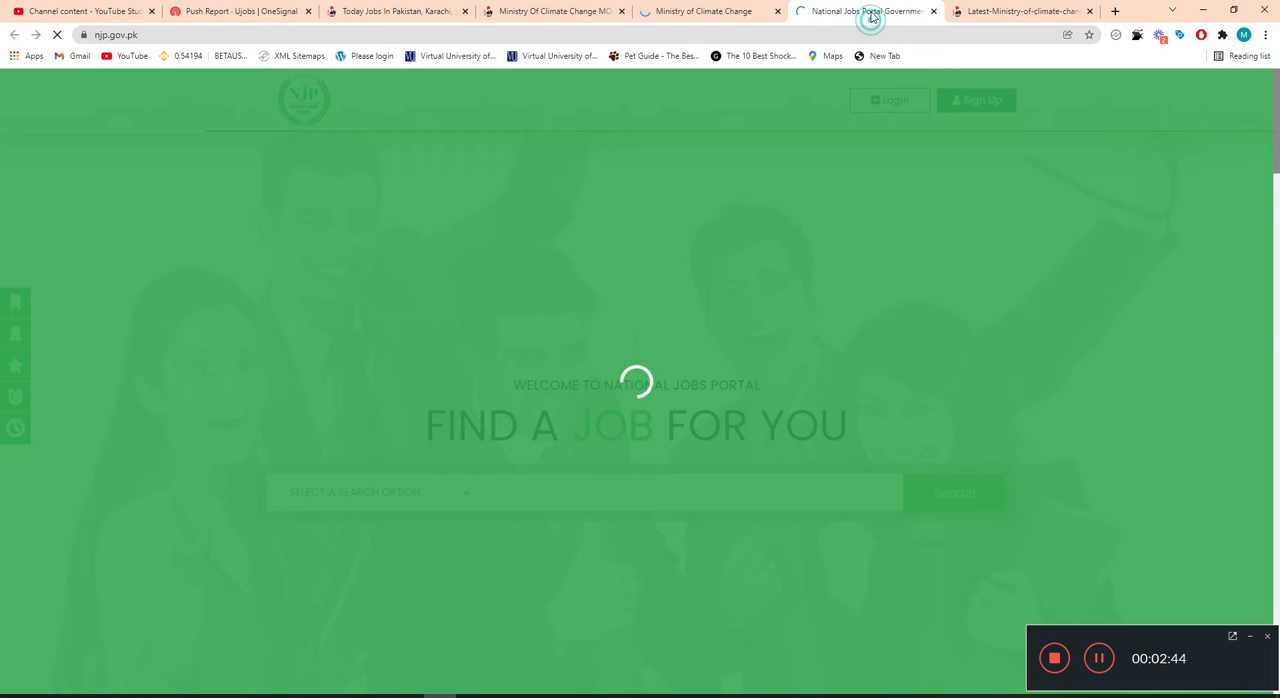 Channel content - YouTube Stu
Push Report - Ujobs | OneSignal
Today Jobs In Pakistan, Karachi,
Ministry Of Climate Change MO
Ministry of Climate Change
National Jobs Portal Governme
Latest-Ministry-of-climate-chan
njp.gov.pk
2
M
Apps
Gmail
YouTube
0.54194 | BETAUS...
XML Sitemaps
Please login
Virtual University of...
Virtual University of...
Pet Guide - The Bes...
The 10 Best Shock...
Maps
New Tab
Reading list
NJP
Login
Sign Up
WELCOME TO NATIONAL JOBS PORTAL
FIND A JOB FOR YOU
SELECT A SEARCH OPTION
Search
00:02:44